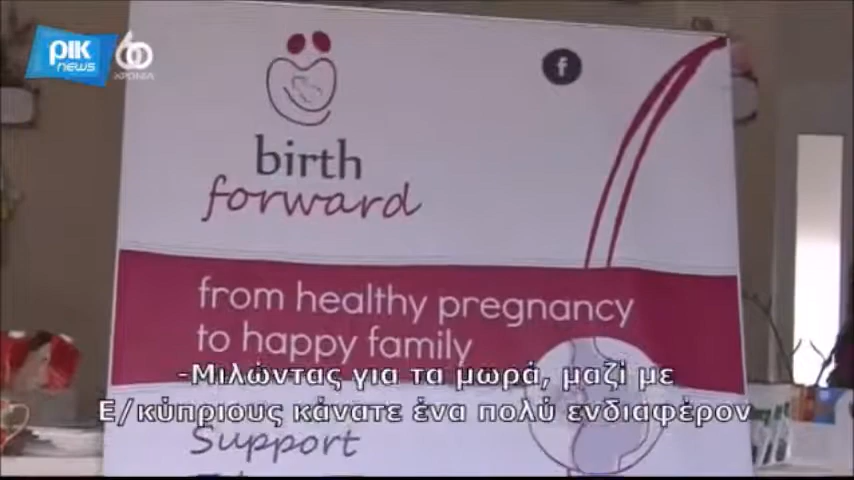 ρικ
news
60
ΧΡΟΝΙΑ
f
birth
forward
from healthy pregnancy
to happy family
-Μιλώντας για τα μωρά, μαζί με
Ε/κύπριους κάνατε ένα πολύ ενδιαφέρον
Support